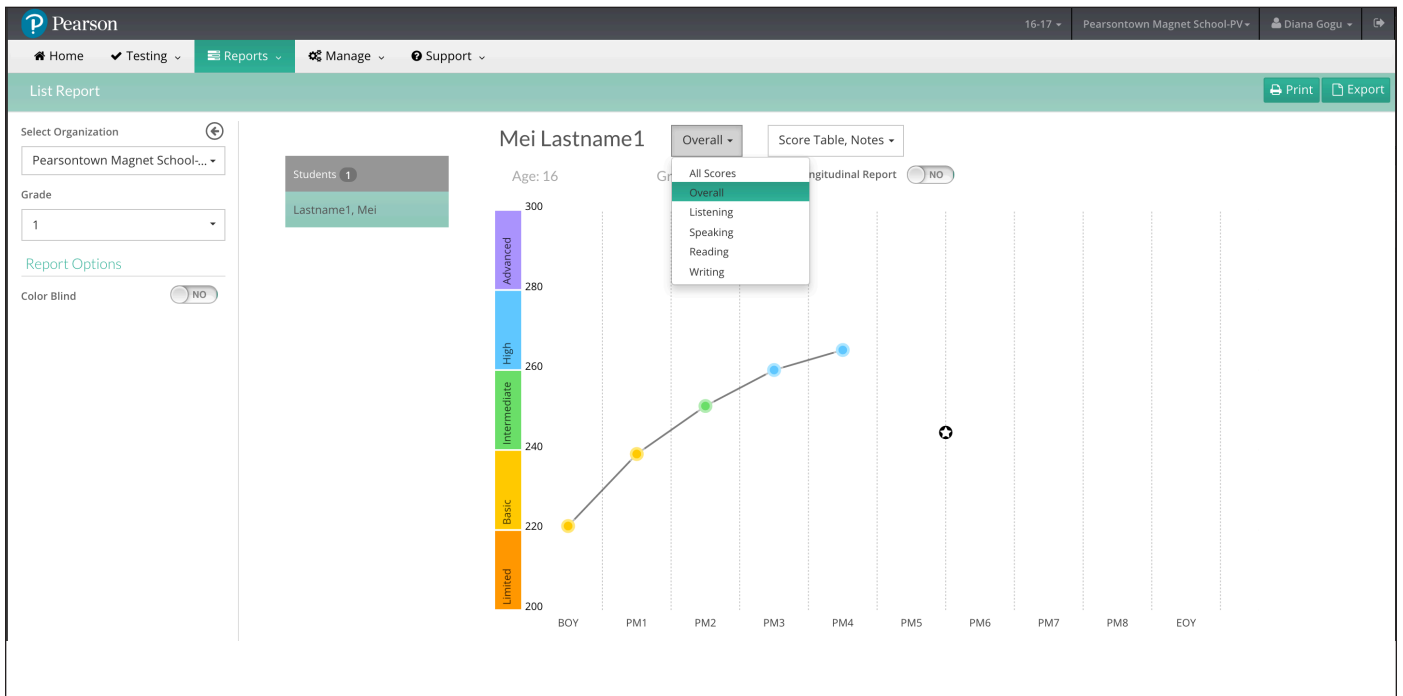 Pearson
16-17
Pearsontown Magnet School-PV
Diana Gogu
Home
Testing
Reports
Manage
Support
List Report
Print
Export
Select Organization
Pearsontown Magnet School-...
Grade
1
Report Options
Color Blind
NO
Students 1
Lastname1, Mei
Mei Lastname1
Overall
Score Table, Notes
Age: 16
ngitudinal Report
NO
All Scores
Overall
Listening
Speaking
Reading
Writing
300
Advanced
280
High
260
Intermediate
240
Basic
220
Limited
200
BOY
PM1
PM2
PM3
PM4
PM5
PM6
PM7
PM8
EOY